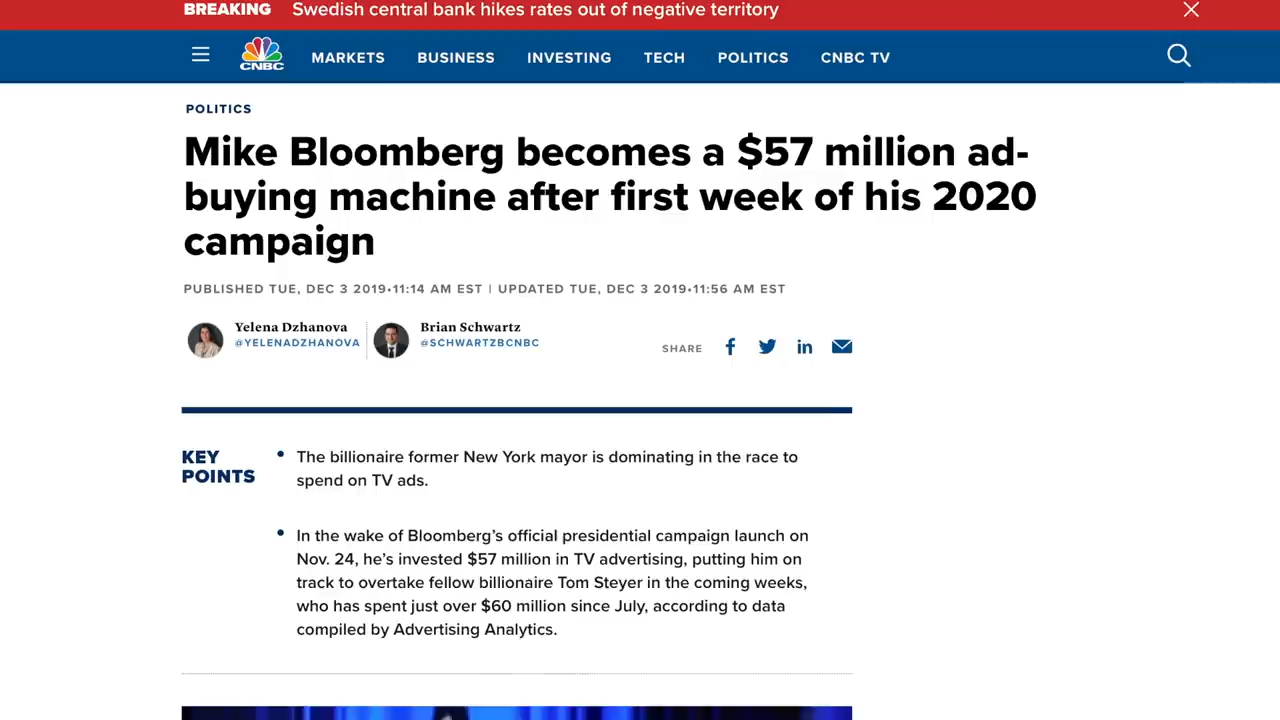 BREAKING Swedish central bank hikes rates out of negative territory
CNBC MARKETS BUSINESS INVESTING TECH POLITICS CNBC TV
POLITICS
Mike Bloomberg becomes a $57 million ad-
buying machine after first week of his 2020
campaign
PUBLISHED TUE, DEC 3 2019•11:14 AM EST | UPDATED TUE, DEC 3 2019•11:56 AM EST
Yelena Dzhanova
@YELENADZHANOVA
Brian Schwartz
@SCHWARTZBCNBC
SHARE
KEY
POINTS
• The billionaire former New York mayor is dominating in the race to
spend on TV ads.
• In the wake of Bloomberg’s official presidential campaign launch on
Nov. 24, he’s invested $57 million in TV advertising, putting him on
track to overtake fellow billionaire Tom Steyer in the coming weeks,
who has spent just over $60 million since July, according to data
compiled by Advertising Analytics.